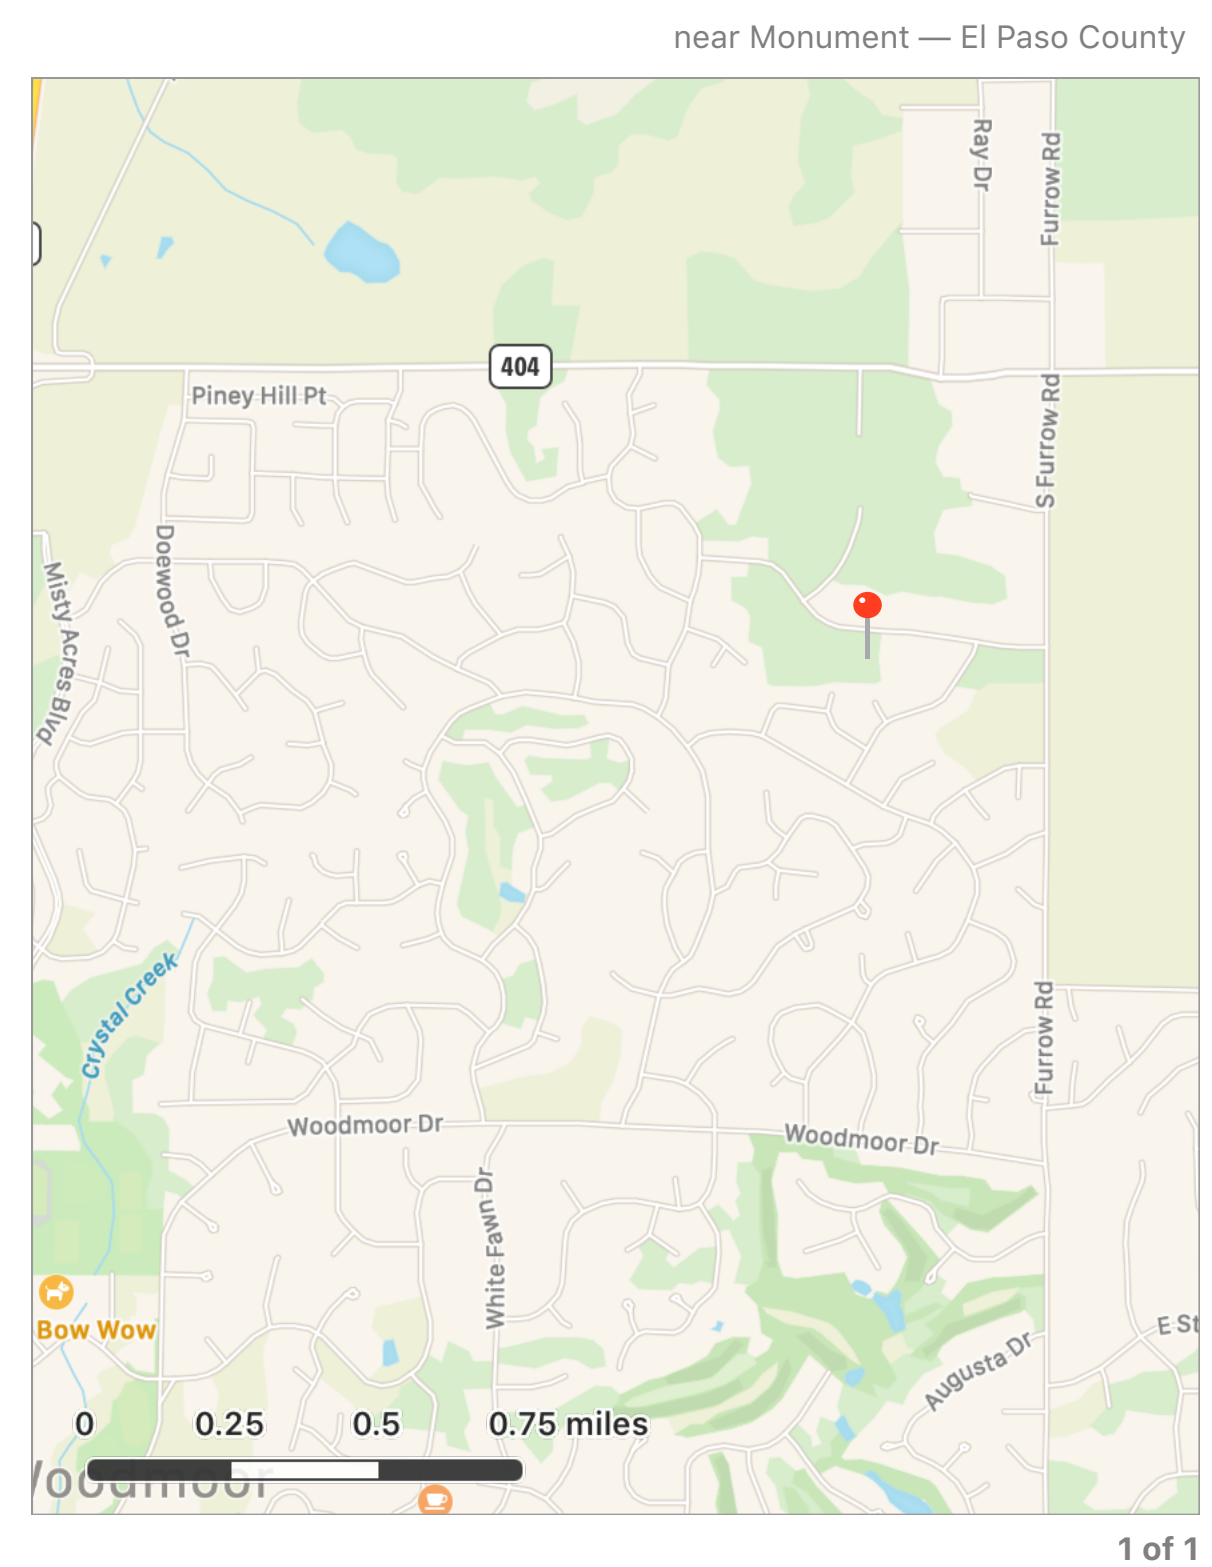 near Monument — El Paso County
Ray Dr
Furrow Rd
404
Piney Hill Pt
S Furrow Rd
Doewood Dr
Misty Acres Blvd
Crystal Creek
Furrow Rd
Woodmoor Dr
Woodmoor Dr
White Fawn Dr
Bow Wow
E St
Augusta Dr
0 0.25 0.5 0.75 miles
oodmoor
1 of 1